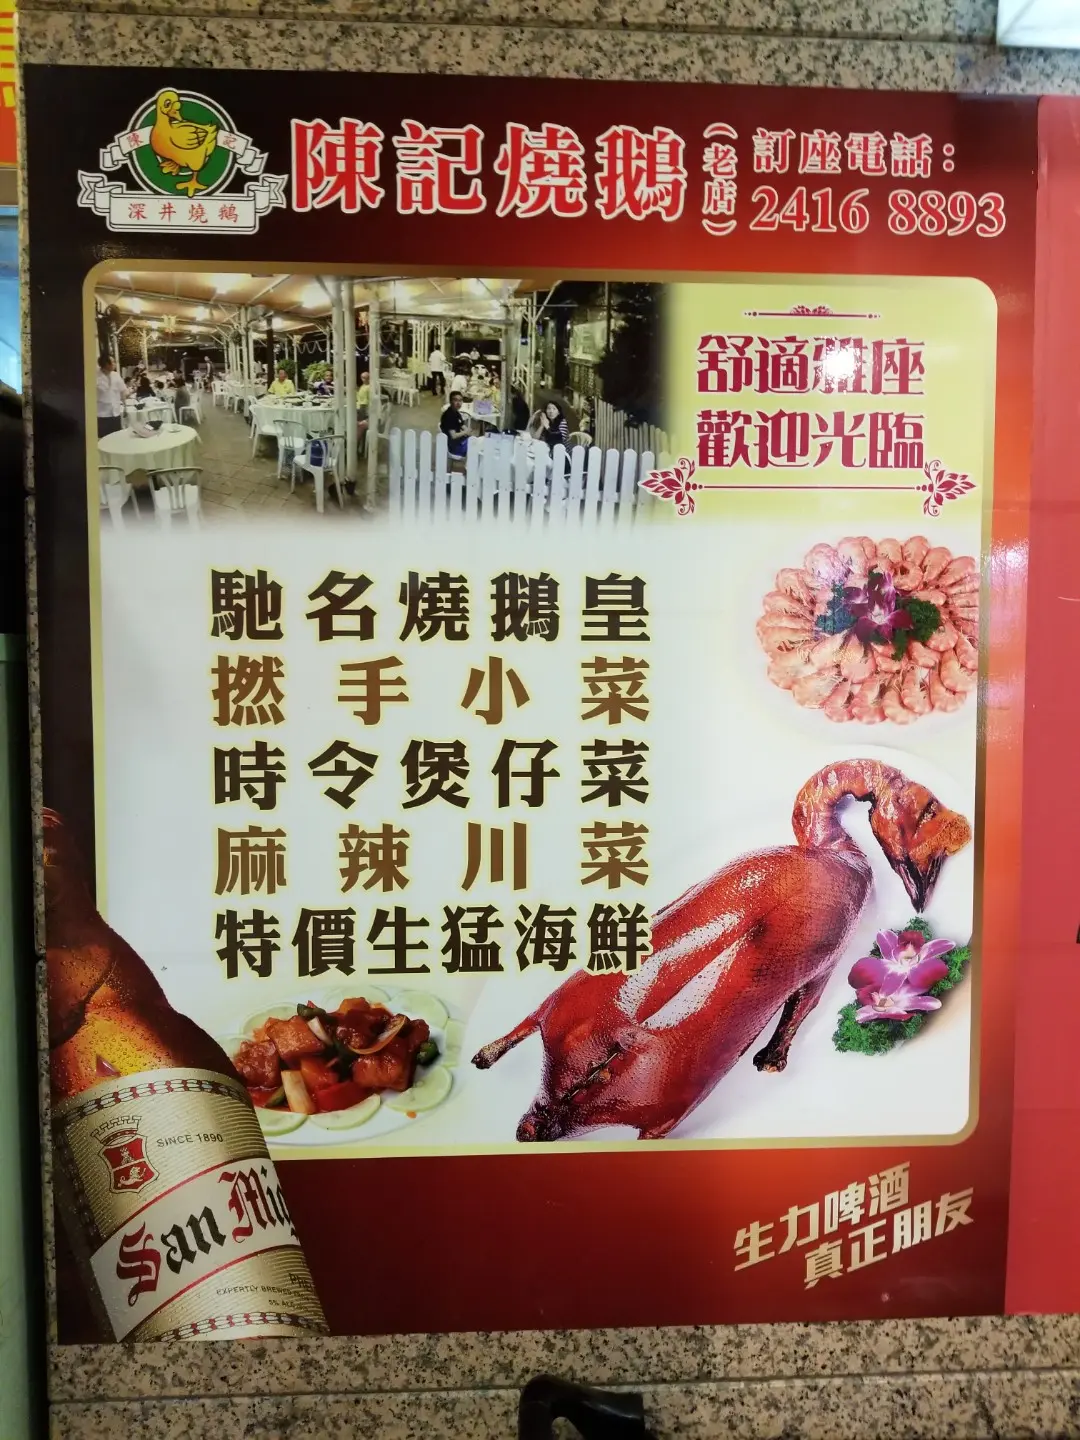 陳記
深井燒鵝
陳記燒鵝(老店)
訂座電話:
2416 8893
舒適雅座
歡迎光臨
馳名燒鵝皇
撚手小菜
時令煲仔菜
麻辣川菜
特價生猛海鮮
SINCE 1890
San Mig
EXPERTLY BREWED
生力啤酒
真正朋友